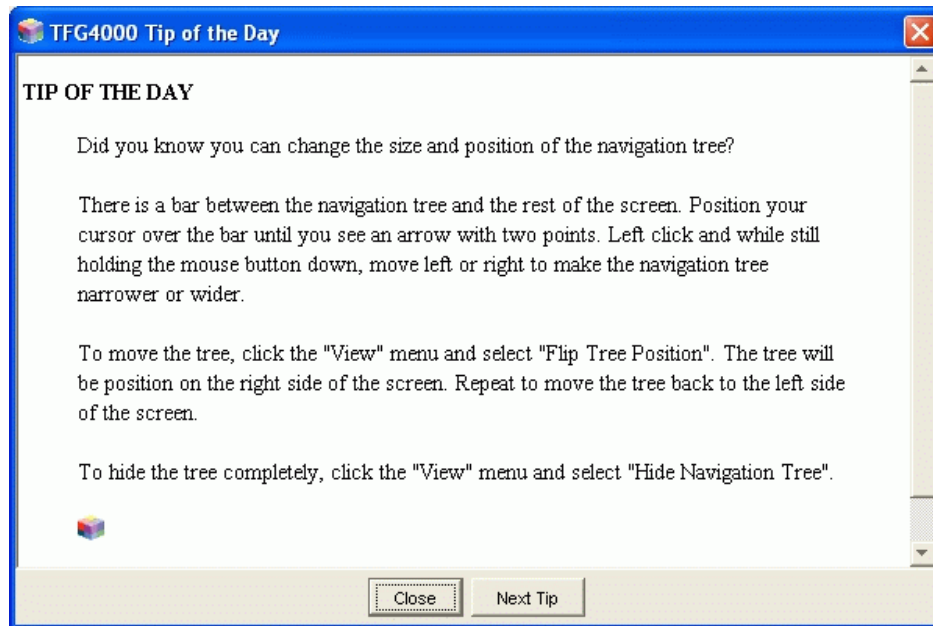 TFG4000 Tip of the Day
TIP OF THE DAY
Did you know you can change the size and position of the navigation tree?
There is a bar between the navigation tree and the rest of the screen. Position your
cursor over the bar until you see an arrow with two points. Left click and while still
holding the mouse button down, move left or right to make the navigation tree
narrower or wider.
To move the tree, click the "View" menu and select "Flip Tree Position". The tree will
be position on the right side of the screen. Repeat to move the tree back to the left side
of the screen.
To hide the tree completely, click the "View" menu and select "Hide Navigation Tree".
Close Next Tip